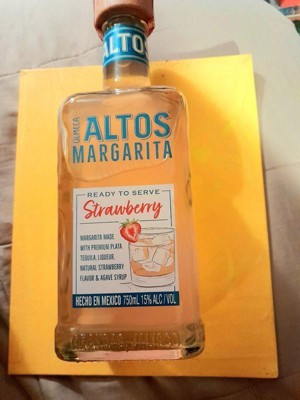 ALTOS
OLMECA
ALTOS
MARGARITA
READY TO SERVE
Strawberry
MARGARITA MADE
WITH PREMIUM PLATA
TEQUILA, LIQUEUR,
NATURAL STRAWBERRY
FLAVOR & AGAVE SYRUP
HECHO EN MEXICO 750mL 15% ALC/VOL